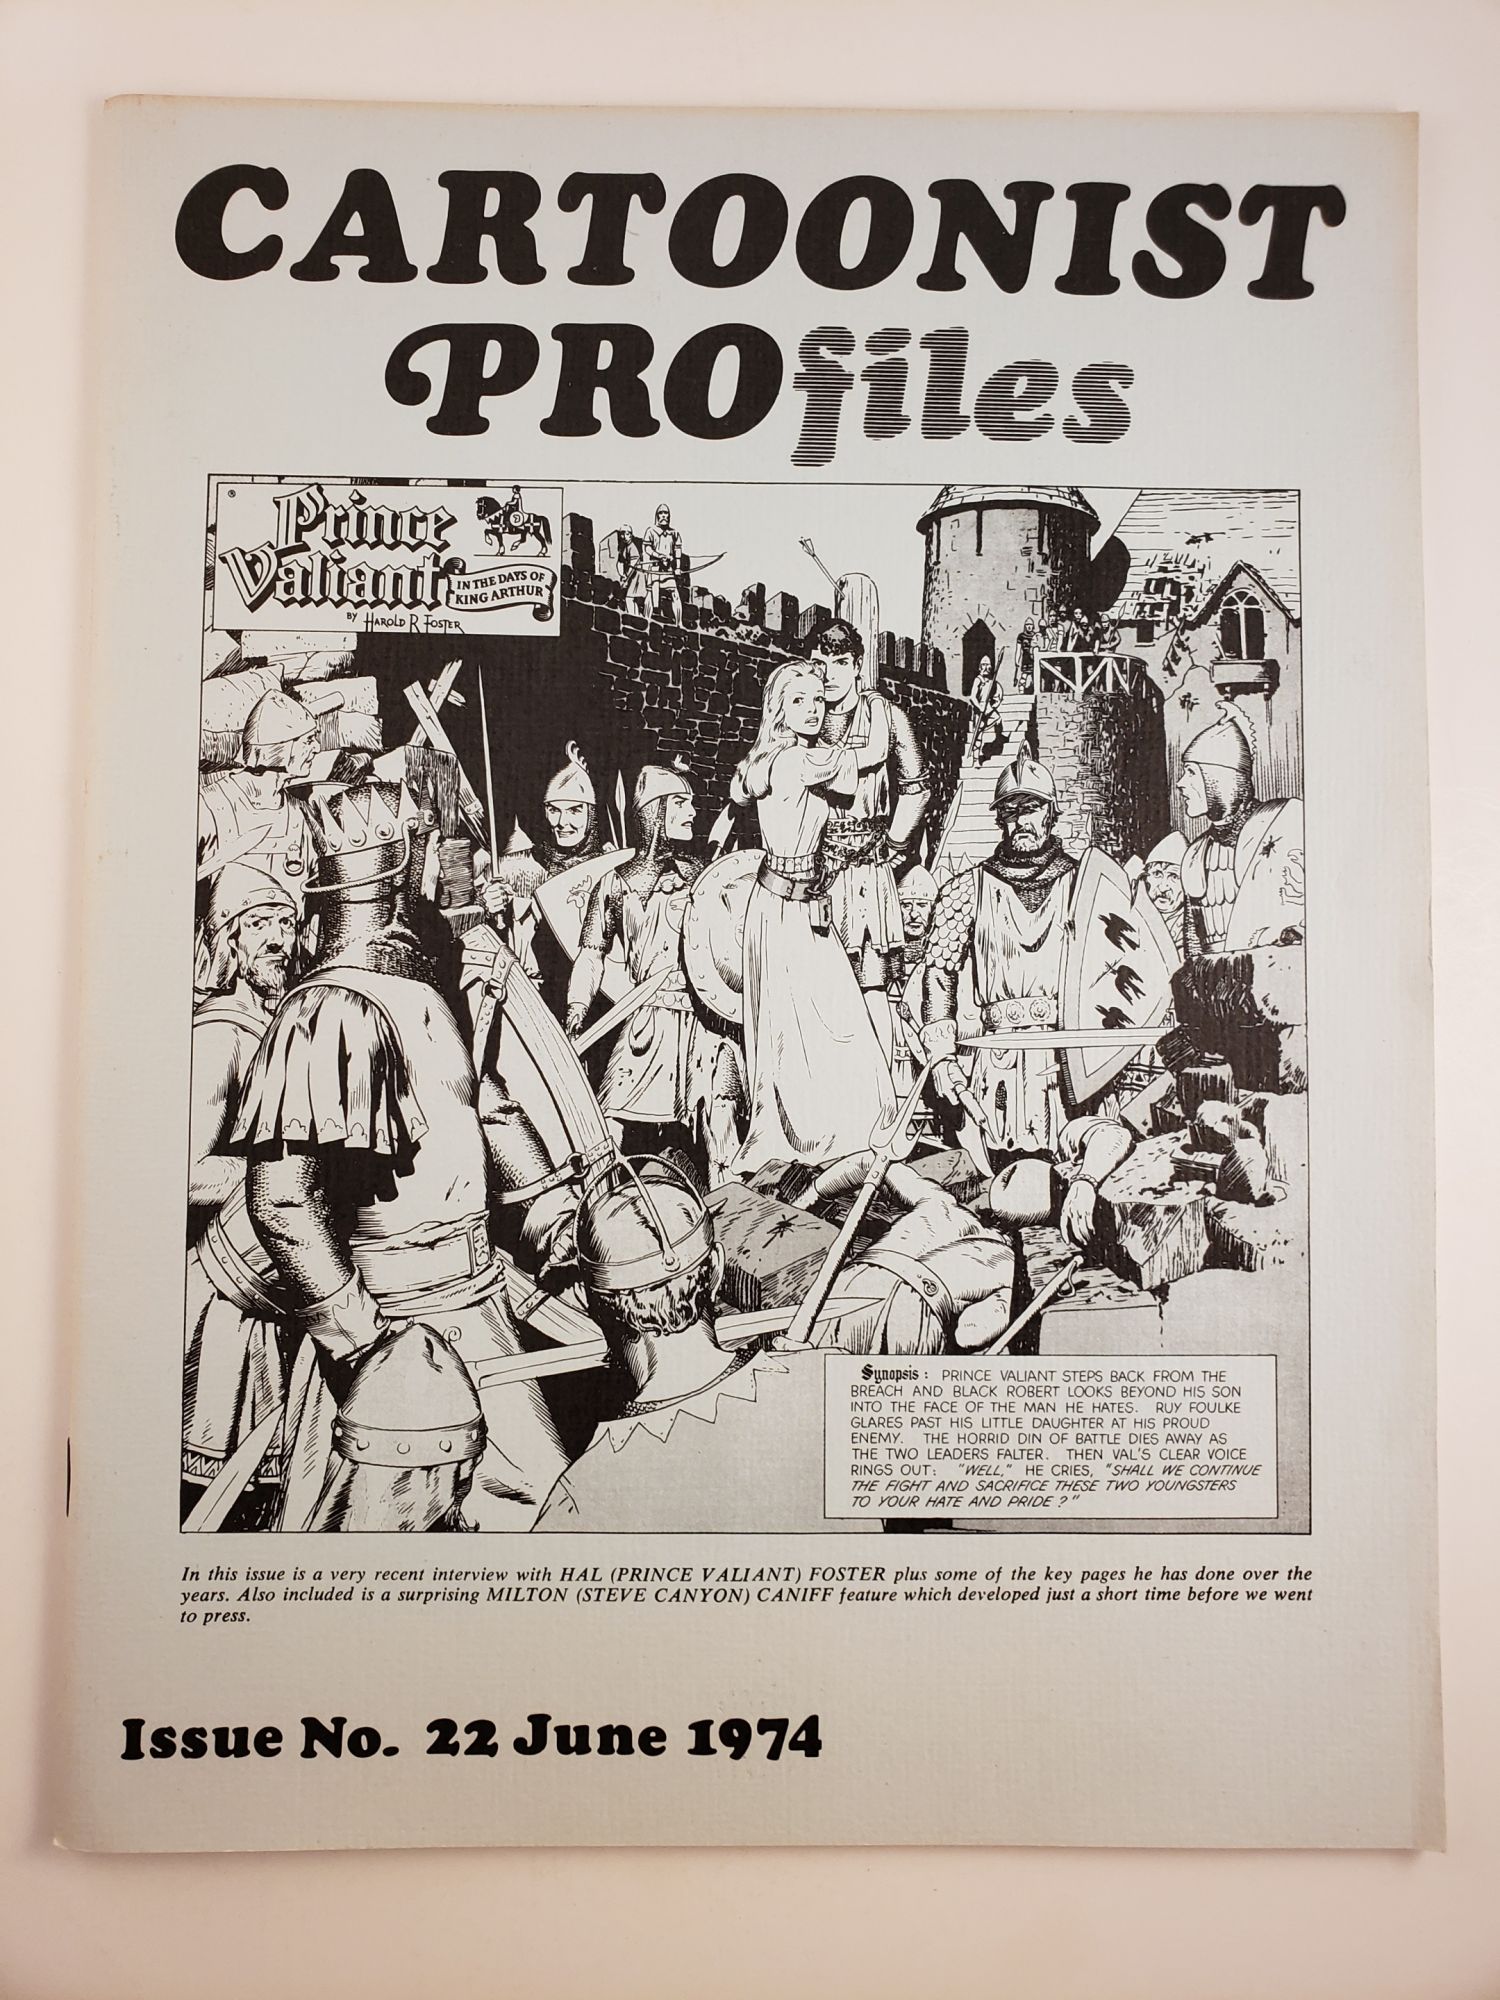 CARTOONIST
PROfiles
®
Prince
Valiant
IN THE DAYS OF
KING ARTHUR
BY HAROLD R FOSTER
Synopsis: PRINCE VALIANT STEPS BACK FROM THE
BREACH AND BLACK ROBERT LOOKS BEYOND HIS SON
INTO THE FACE OF THE MAN HE HATES. RUY FOULKE
GLARES PAST HIS LITTLE DAUGHTER AT HIS PROUD
ENEMY. THE HORRID DIN OF BATTLE DIES AWAY AS
THE TWO LEADERS FALTER. THEN VAL'S CLEAR VOICE
RINGS OUT: "WELL," HE CRIES, "SHALL WE CONTINUE
THE FIGHT AND SACRIFICE THESE TWO YOUNGSTERS
TO YOUR HATE AND PRIDE?"
In this issue is a very recent interview with HAL (PRINCE VALIANT) FOSTER plus some of the key pages he has done over the
years. Also included is a surprising MILTON (STEVE CANYON) CANIFF feature which developed just a short time before we went
to press.
Issue No. 22 June 1974